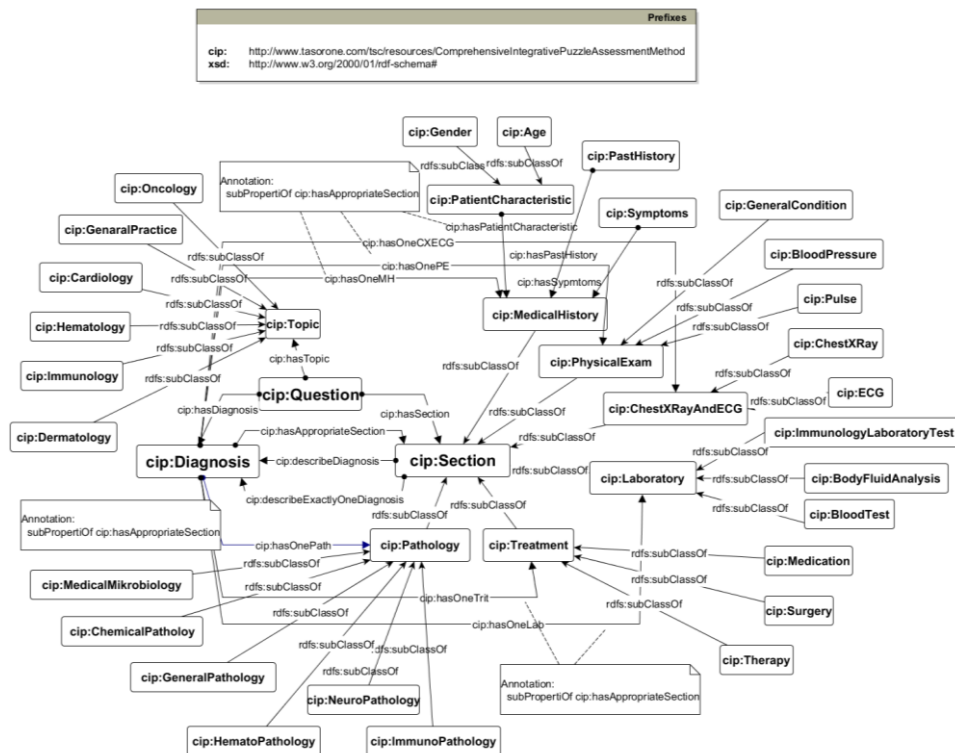 Prefixes
cip: http://www.tasorone.com/tsc/resources/ComprehensiveIntegrativePuzzleAssessmentMethod
xsd: http://www.w3.org/2000/01/rdf-schema#
cip:Gender
cip:Age
rdfs:subClass
rdfs:subClassOf
cip:PastHistory
Annotation:
subPropertiOf cip:hasAppropriateSection
cip:Oncology
cip:PatientCharacteristic
cip:Symptoms
cip:GeneralCondition
cip:GenaralPractice
cip:hasPatientCharacteristic
cip:hasOneCXECG
cip:hasPastHistory
cip:BloodPressure
rdfs:subClassOf
cip:hasOnePE
rdfs:subClassOf
cip:Cardiology
rdfs:subClassOf
cip:hasOneMH
cip:hasSypmtoms
rdfs:subClassOf
cip:Pulse
rdfs:subClassOf
cip:Hematology
rdfs:subClassOf
cip:Topic
cip:MedicalHistory
rdfs:subClassOf
cip:ChestXRay
rdfs:subClassOf
cip:hasTopic
cip:PhysicalExam
cip:Immunology
rdfs:subClassOf
rdfs:subClassOf
rdfs:subClassOf
cip:Question
cip:ECG
cip:hasDiagnosis
cip:hasSection
rdfs:subClassOf
cip:ChestXRayAndECG
rdfs:subClassOf
cip:Dermatology
cip:hasAppropriateSection
rdfs:subClassOf
cip:ImmunologyLaboratoryTest
cip:Diagnosis
cip:describeDiagnosis
cip:Section
rdfs:subClassOf
rdfs:subClassOf
cip:Laboratory
rdfs:subClassOf
cip:BodyFluidAnalysis
cip:describeExactlyOneDiagnosis
rdfs:subClassOf
rdfs:subClassOf
rdfs:subClassOf
cip:BloodTest
Annotation:
subPropertiOf cip:hasAppropriateSection
cip:hasOnePath
cip:Pathology
cip:Treatment
rdfs:subClassOf
cip:Medication
cip:MedicalMikrobiology
rdfs:subClassOf
rdfs:subClassOf
rdfs:subClassOf
cip:hasOneTrit
cip:Surgery
rdfs:subClassOf
cip:ChemicalPatholoy
cip:hasOneLab
rdfs:subClassOf
rdfs:subClassOf
rdfs:subClassOf
cip:Therapy
cip:GeneralPathology
rdfs:subClassOf
Annotation:
subPropertiOf cip:hasAppropriateSection
cip:NeuroPathology
cip:HematoPathology
cip:ImmunoPathology